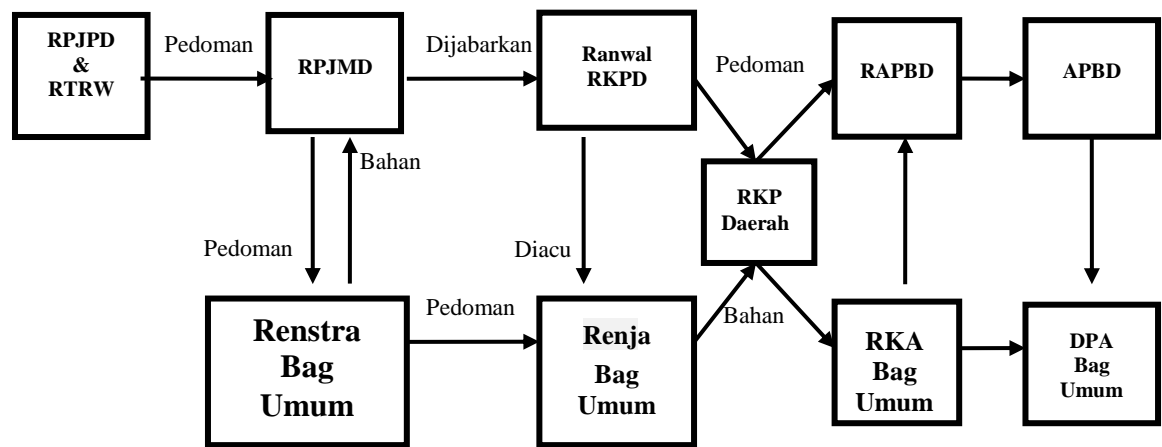 RPJPD
&
RTRW
Pedoman
RPJMD
Dijabarkan
Ranwal
RKPD
Pedoman
RAPBD
APBD
Bahan
RKP
Daerah
Pedoman
Diacu
Renstra
Bag
Umum
Pedoman
Renja
Bag
Umum
Bahan
RKA
Bag
Umum
DPA
Bag
Umum